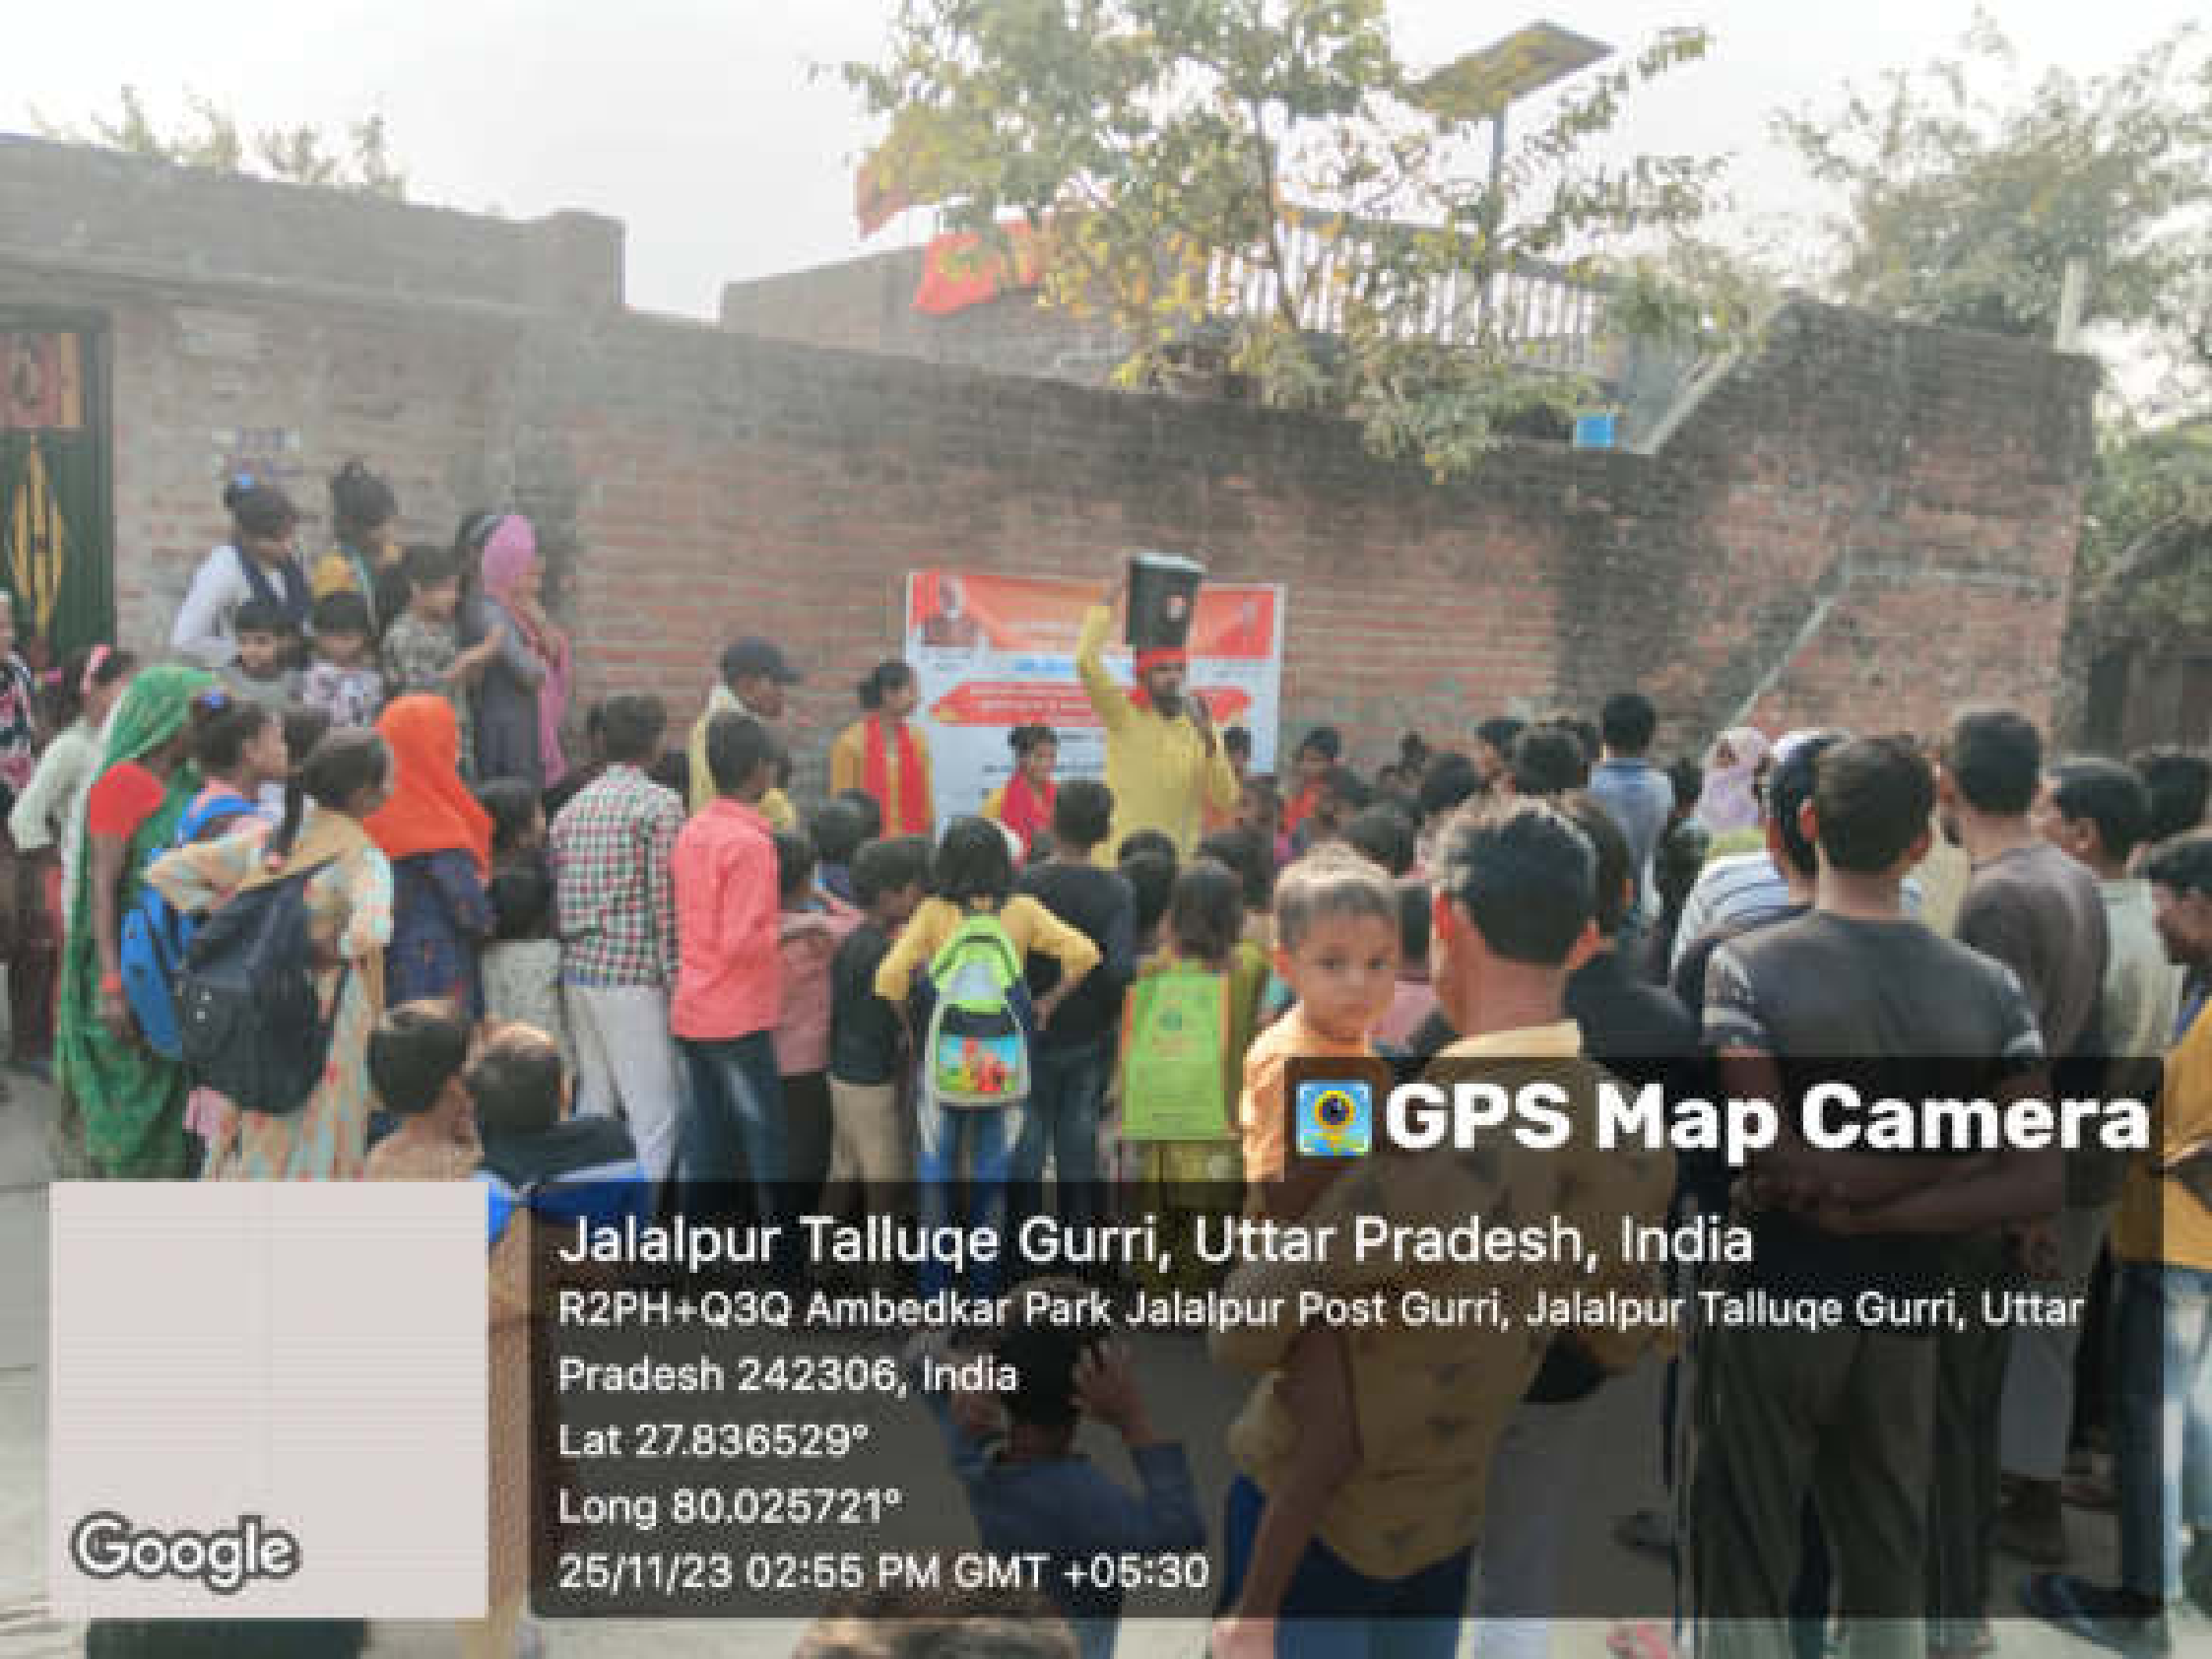 GPS Map Camera
Jalalpur Talluqe Gurri, Uttar Pradesh, India
R2PH+Q3Q Ambedkar Park Jalalpur Post Gurri, Jalalpur Talluqe Gurri, Uttar
Pradesh 242306, India
Lat 27.836529°
Long 80.025721°
25/11/23 02:55 PM GMT +05:30
Google